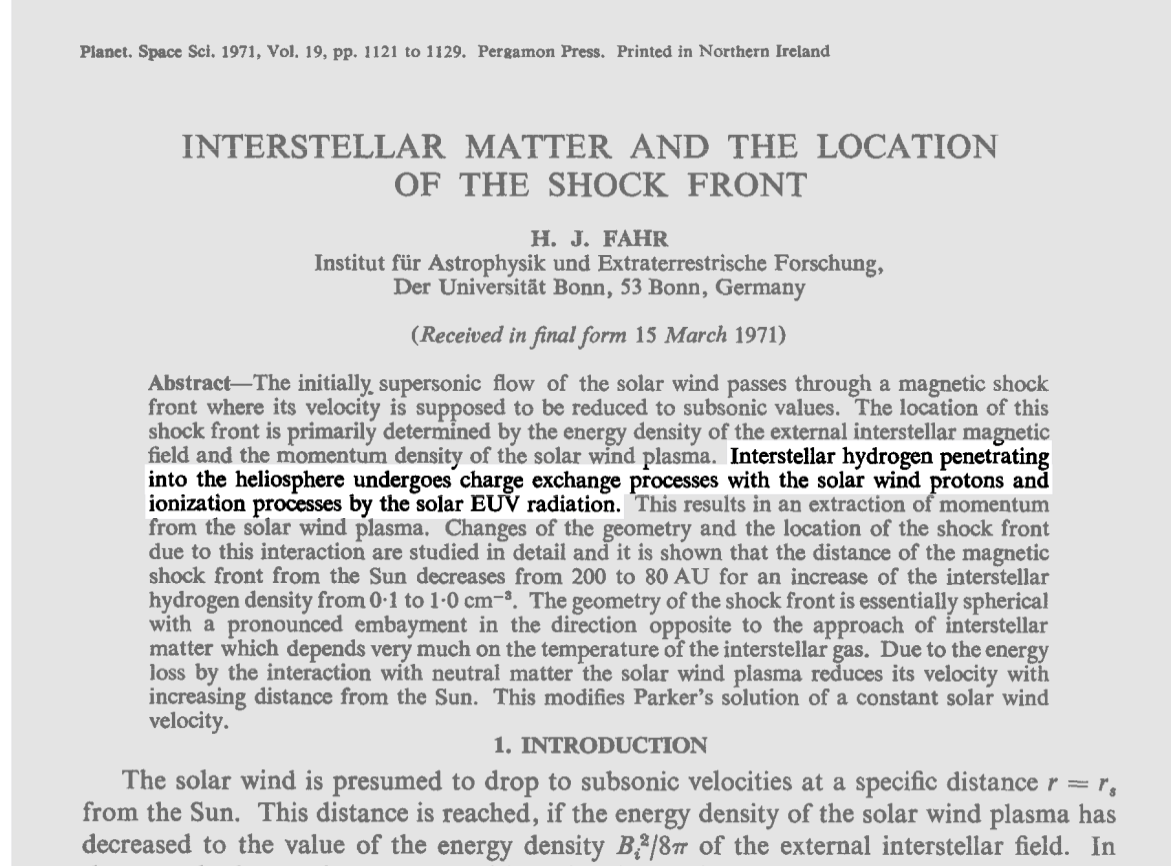 Planet. Space Sci. 1971, Vol. 19, pp. 1121 to 1129. Pergamon Press. Printed in Northern Ireland
INTERSTELLAR MATTER AND THE LOCATION
OF THE SHOCK FRONT
H. J. FAHR
Institut für Astrophysik und Extraterrestrische Forschung,
Der Universität Bonn, 53 Bonn, Germany
(Received in final form 15 March 1971)
Abstract—The initially supersonic flow of the solar wind passes through a magnetic shock
front where its velocity is supposed to be reduced to subsonic values. The location of this
shock front is primarily determined by the energy density of the external interstellar magnetic
field and the momentum density of the solar wind plasma. Interstellar hydrogen penetrating
into the heliosphere undergoes charge exchange processes with the solar wind protons and
ionization processes by the solar EUV radiation. This results in an extraction of momentum
from the solar wind plasma. Changes of the geometry and the location of the shock front
due to this interaction are studied in detail and it is shown that the distance of the magnetic
shock front from the Sun decreases from 200 to 80 AU for an increase of the interstellar
hydrogen density from 0·1 to 1·0 cm⁻³. The geometry of the shock front is essentially spherical
with a pronounced embayment in the direction opposite to the approach of interstellar
matter which depends very much on the temperature of the interstellar gas. Due to the energy
loss by the interaction with neutral matter the solar wind plasma reduces its velocity with
increasing distance from the Sun. This modifies Parker's solution of a constant solar wind
velocity.
1. INTRODUCTION
The solar wind is presumed to drop to subsonic velocities at a specific distance r = rₛ
from the Sun. This distance is reached, if the energy density of the solar wind plasma has
decreased to the value of the energy density Bᵢ²/8π of the external interstellar field. In